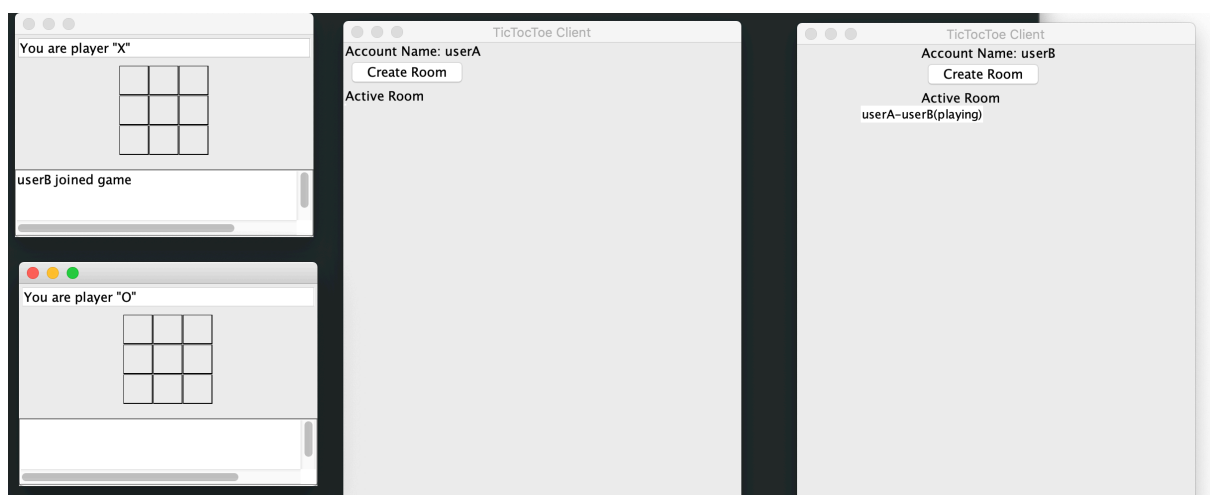 You are player "X"
userB joined game
You are player "O"
TicTocToe Client
Account Name: userA
Create Room
Active Room
TicTocToe Client
Account Name: userB
Create Room
Active Room
userA-userB(playing)